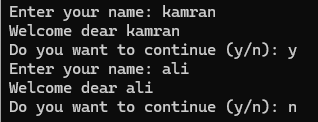 Enter your name: kamran
Welcome dear kamran
Do you want to continue (y/n): y
Enter your name: ali
Welcome dear ali
Do you want to continue (y/n): n